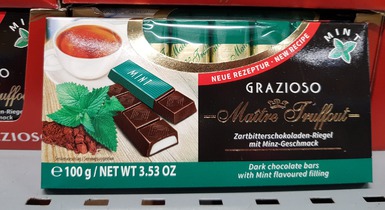 MINT
NEUE REZEPTUR • NEW RECIPE
MINT
GRAZIOSO
Maître Truffout
Zartbitterschokoladen-Riegel
mit Minz-Geschmack
Dark chocolate bars
with Mint flavoured filling
℮ 100 g / NET WT 3.53 OZ